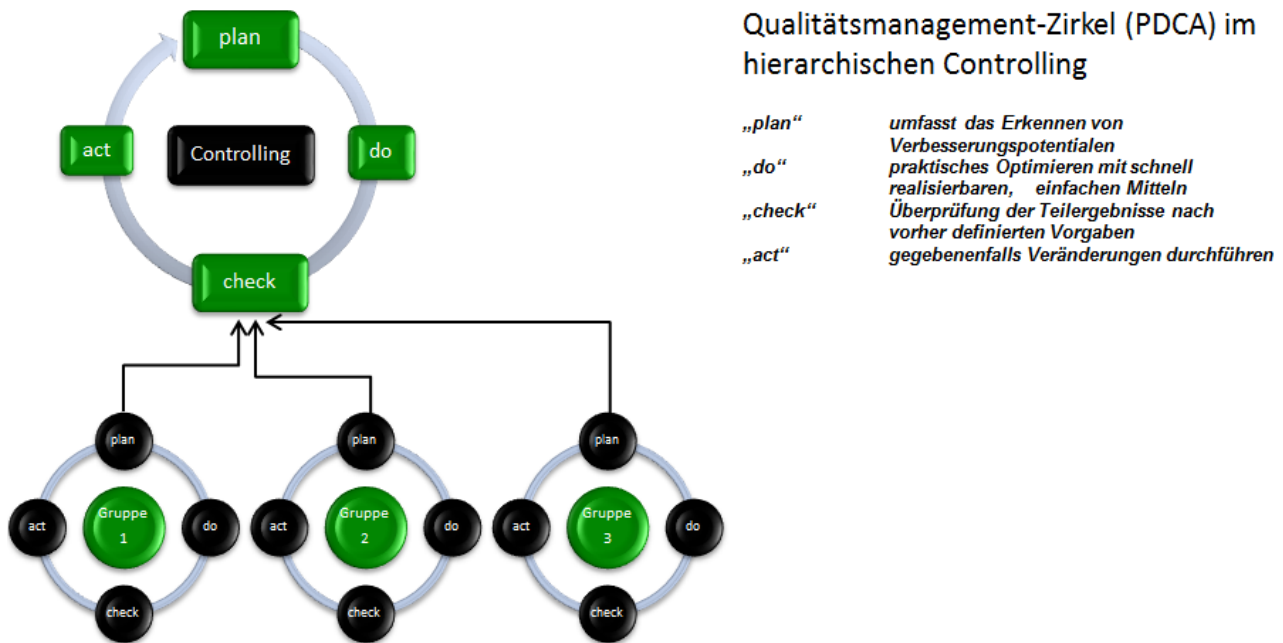 plan
act
Controlling
do
check
Qualitätsmanagement-Zirkel (PDCA) im
hierarchischen Controlling
„plan“ umfasst das Erkennen von
Verbesserungspotentialen
„do“ praktisches Optimieren mit schnell
realisierbaren, einfachen Mitteln
„check“ Überprüfung der Teilergebnisse nach
vorher definierten Vorgaben
„act“ gegebenenfalls Veränderungen durchführen
plan
act
Gruppe
1
do
check
plan
act
Gruppe
2
do
check
plan
act
Gruppe
3
do
check